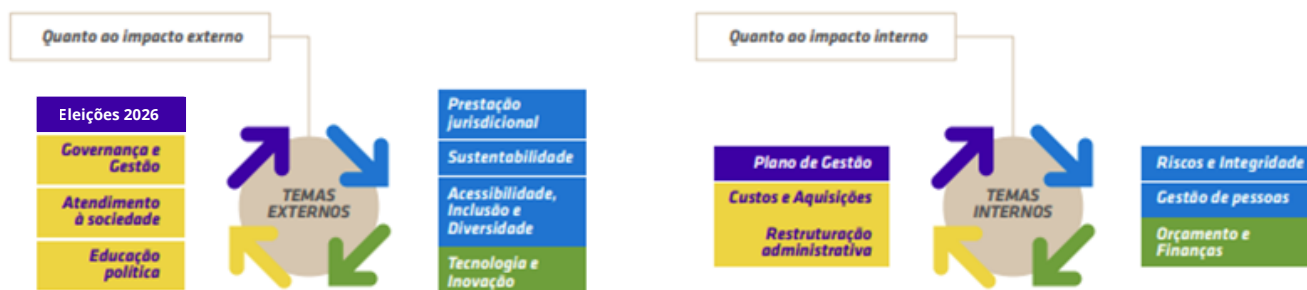 Quanto ao impacto externo
Eleições 2026
Governança e
Gestão
Atendimento
à sociedade
Educação
política
TEMAS
EXTERNOS
Prestação
jurisdicional
Sustentabilidade
Acessibilidade,
Inclusão e
Diversidade
Tecnologia e
Inovação
Quanto ao impacto interno
Plano de Gestão
Custos e Aquisições
Restruturação
administrativa
TEMAS
INTERNOS
Riscos e Integridade
Gestão de pessoas
Orçamento e
Finanças